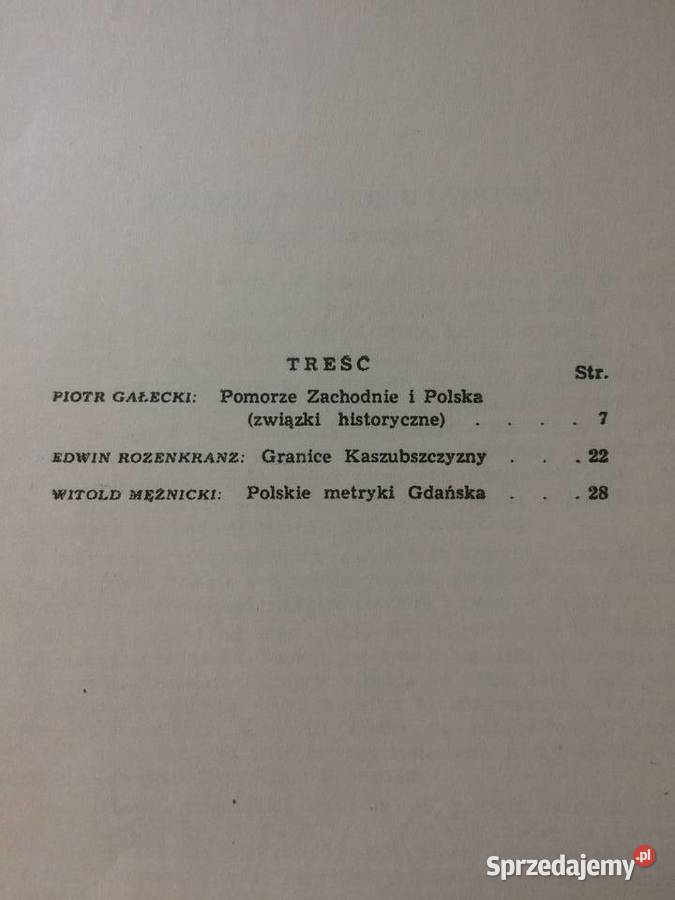 TREŚĆ
Str.
PIOTR GAŁECKI: Pomorze Zachodnie i Polska
(związki historyczne) . . . . 7
EDWIN ROZENKRANZ: Granice Kaszubszczyzny . . . 22
WITOLD MĘŻNICKI: Polskie metryki Gdańska . . . 28
Sprzedajemy.pl